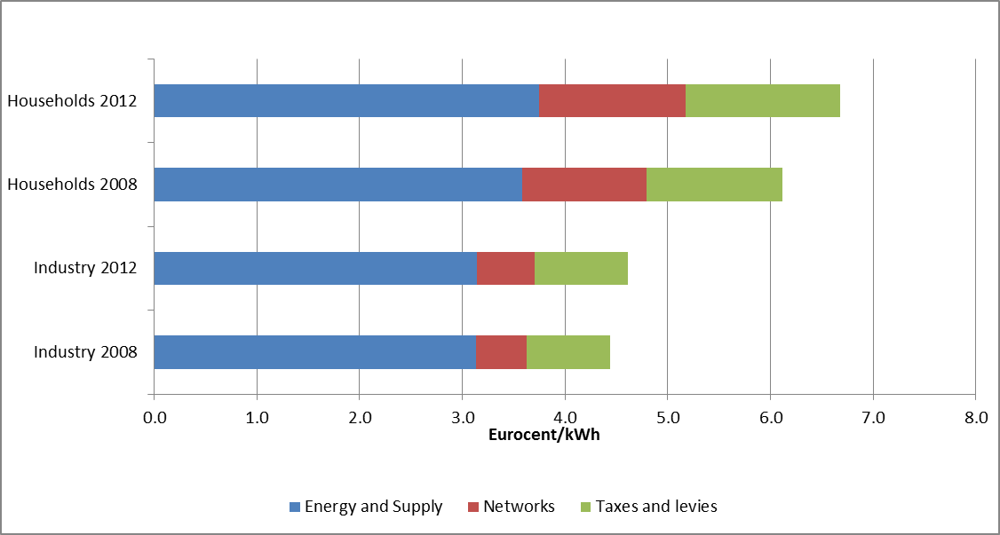 Households 2012
Households 2008
Industry 2012
Industry 2008
0.0 1.0 2.0 3.0 4.0 5.0 6.0 7.0 8.0
Eurocent/kWh
Energy and Supply Networks Taxes and levies